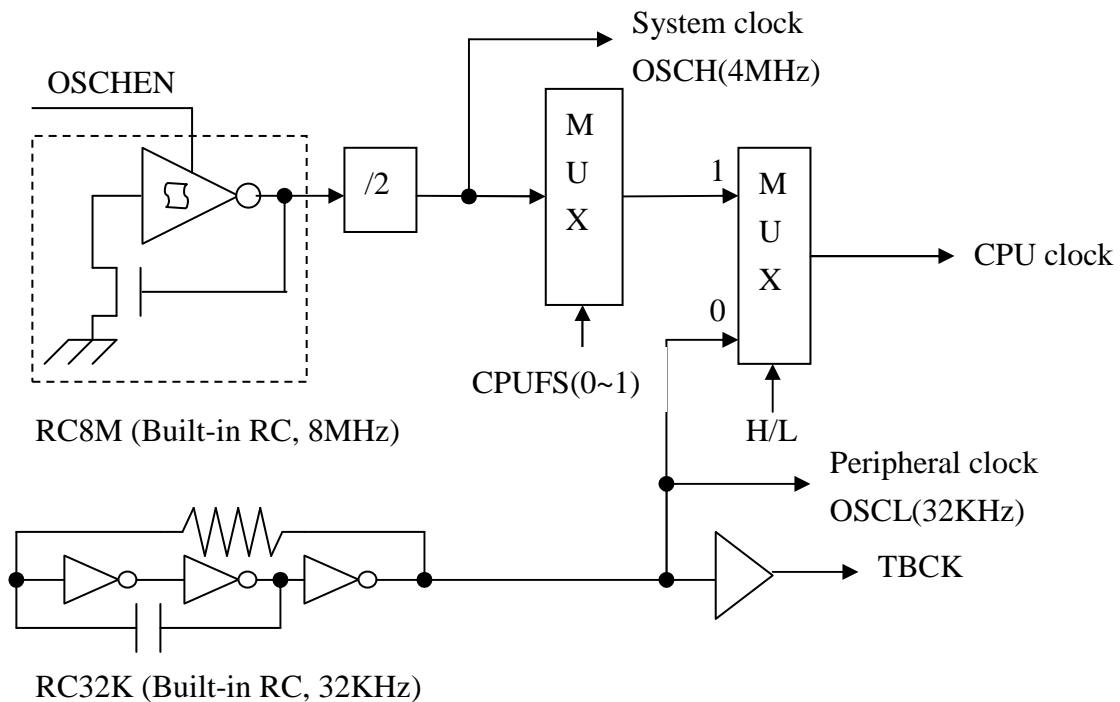 System clock
OSCH(4MHz)
OSCHEN
M
U
X
/2
1
M
U
X
CPU clock
0
CPUFS(0~1)
H/L
RC8M (Built-in RC, 8MHz)
Peripheral clock
OSCL(32KHz)
TBCK
RC32K (Built-in RC, 32KHz)